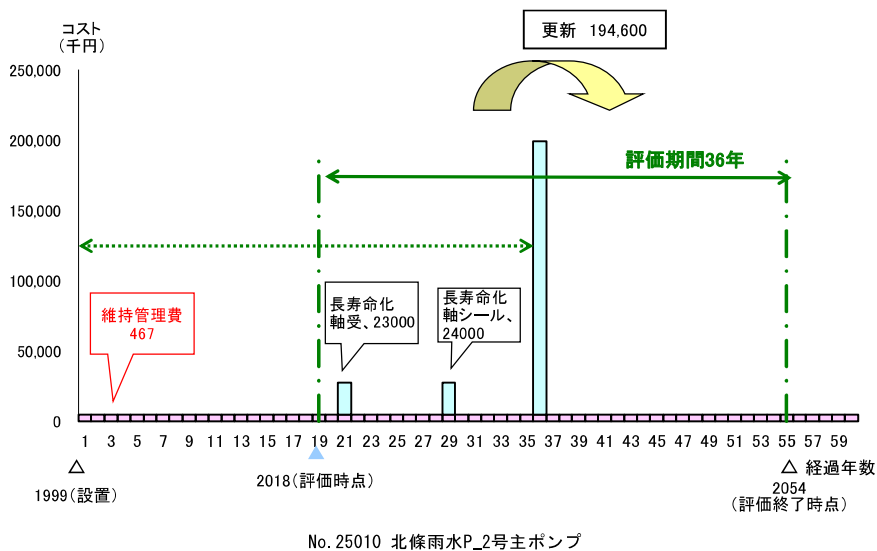 コスト
(千円)
更新 194,600
250,000
200,000
評価期間36年
150,000
100,000
維持管理費
467
長寿命化
軸受、23000
長寿命化
軸シール、
24000
50,000
0
1 3 5 7 9 11 13 15 17 19 21 23 25 27 29 31 33 35 37 39 41 43 45 47 49 51 53 55 57 59
経過年数
1999(設置)
2018(評価時点)
2054
(評価終了時点)
No.25010 北條雨水P_2号主ポンプ